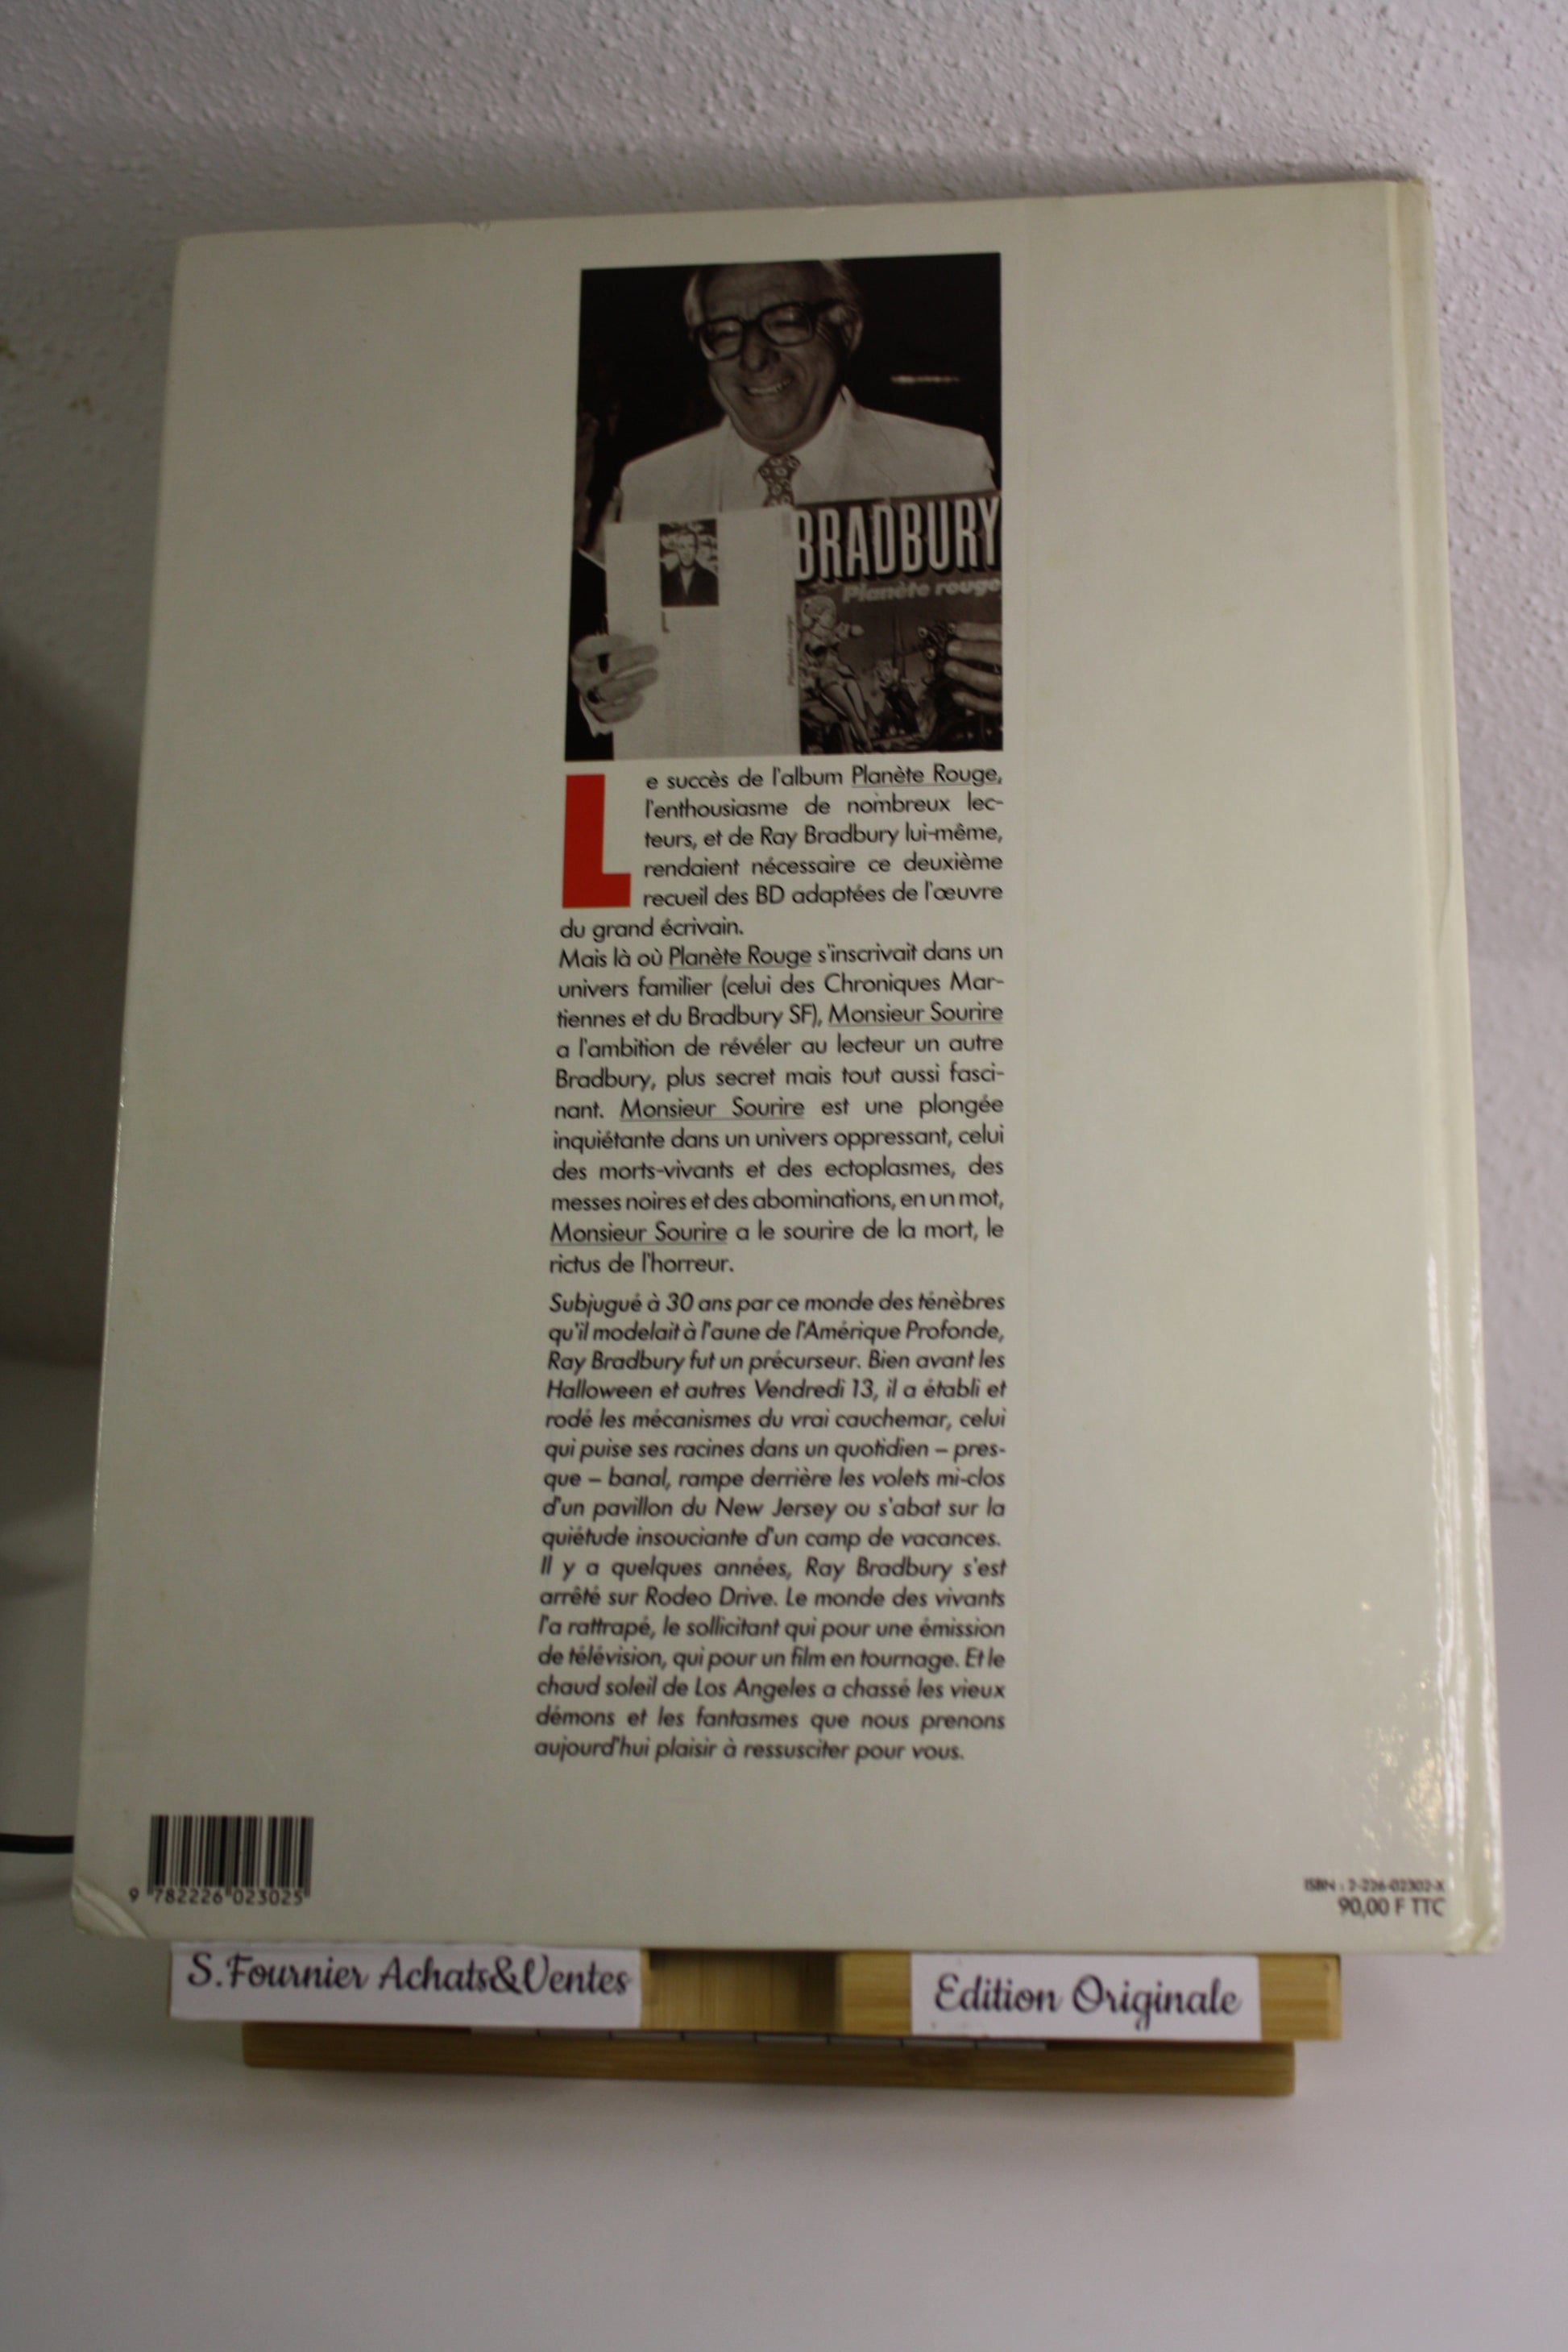 BRADBURY
Planète rouge
Le succès de l'album Planète Rouge,
l'enthousiasme de nombreux lec-
teurs, et de Ray Bradbury lui-même,
rendaient nécessaire ce deuxième
recueil des BD adaptées de l'œuvre
du grand écrivain.
Mais là où Planète Rouge s'inscrivait dans un
univers familier (celui des Chroniques Mar-
tiennes et du Bradbury SF), Monsieur Sourire
a l'ambition de révéler au lecteur un autre
Bradbury, plus secret mais tout aussi fasci-
nant. Monsieur Sourire est une plongée
inquiétante dans un univers oppressant, celui
des morts-vivants et des ectoplasmes, des
messes noires et des abominations, en un mot,
Monsieur Sourire a le sourire de la mort, le
rictus de l'horreur.
Subjugué à 30 ans par ce monde des ténèbres
qu'il modelait à l'aune de l'Amérique Profonde,
Ray Bradbury fut un précurseur. Bien avant les
Halloween et autres Vendredi 13, il a établi et
rodé les mécanismes du vrai cauchemar, celui
qui puise ses racines dans un quotidien – pres-
que – banal, rampe derrière les volets mi-clos
d'un pavillon du New Jersey ou s'abat sur la
quiétude insouciante d'un camp de vacances.
Il y a quelques années, Ray Bradbury s'est
arrêté sur Rodeo Drive. Le monde des vivants
l'a rattrapé, le sollicitant qui pour une émission
de télévision, qui pour un film en tournage. Et le
chaud soleil de Los Angeles a chassé les vieux
démons et les fantasmes que nous prenons
aujourd'hui plaisir à ressusciter pour vous.
9 782226 023025
ISBN : 2-226-02302-X
90,00 F TTC
S.Fournier Achats&Ventes
Edition Originale